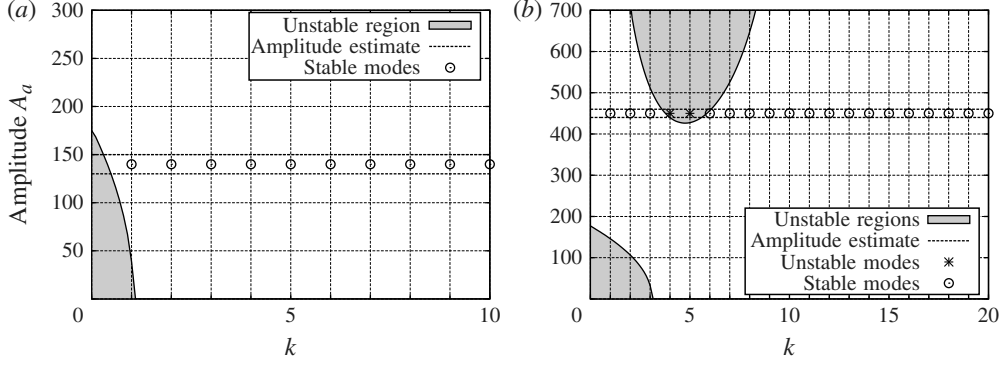 (a)
300
250
200
150
100
50
0
5
10
Amplitude A_a
k
Unstable region
Amplitude estimate
Stable modes
(b)
700
600
500
400
300
200
100
0
5
10
15
20
k
Unstable regions
Amplitude estimate
Unstable modes
Stable modes